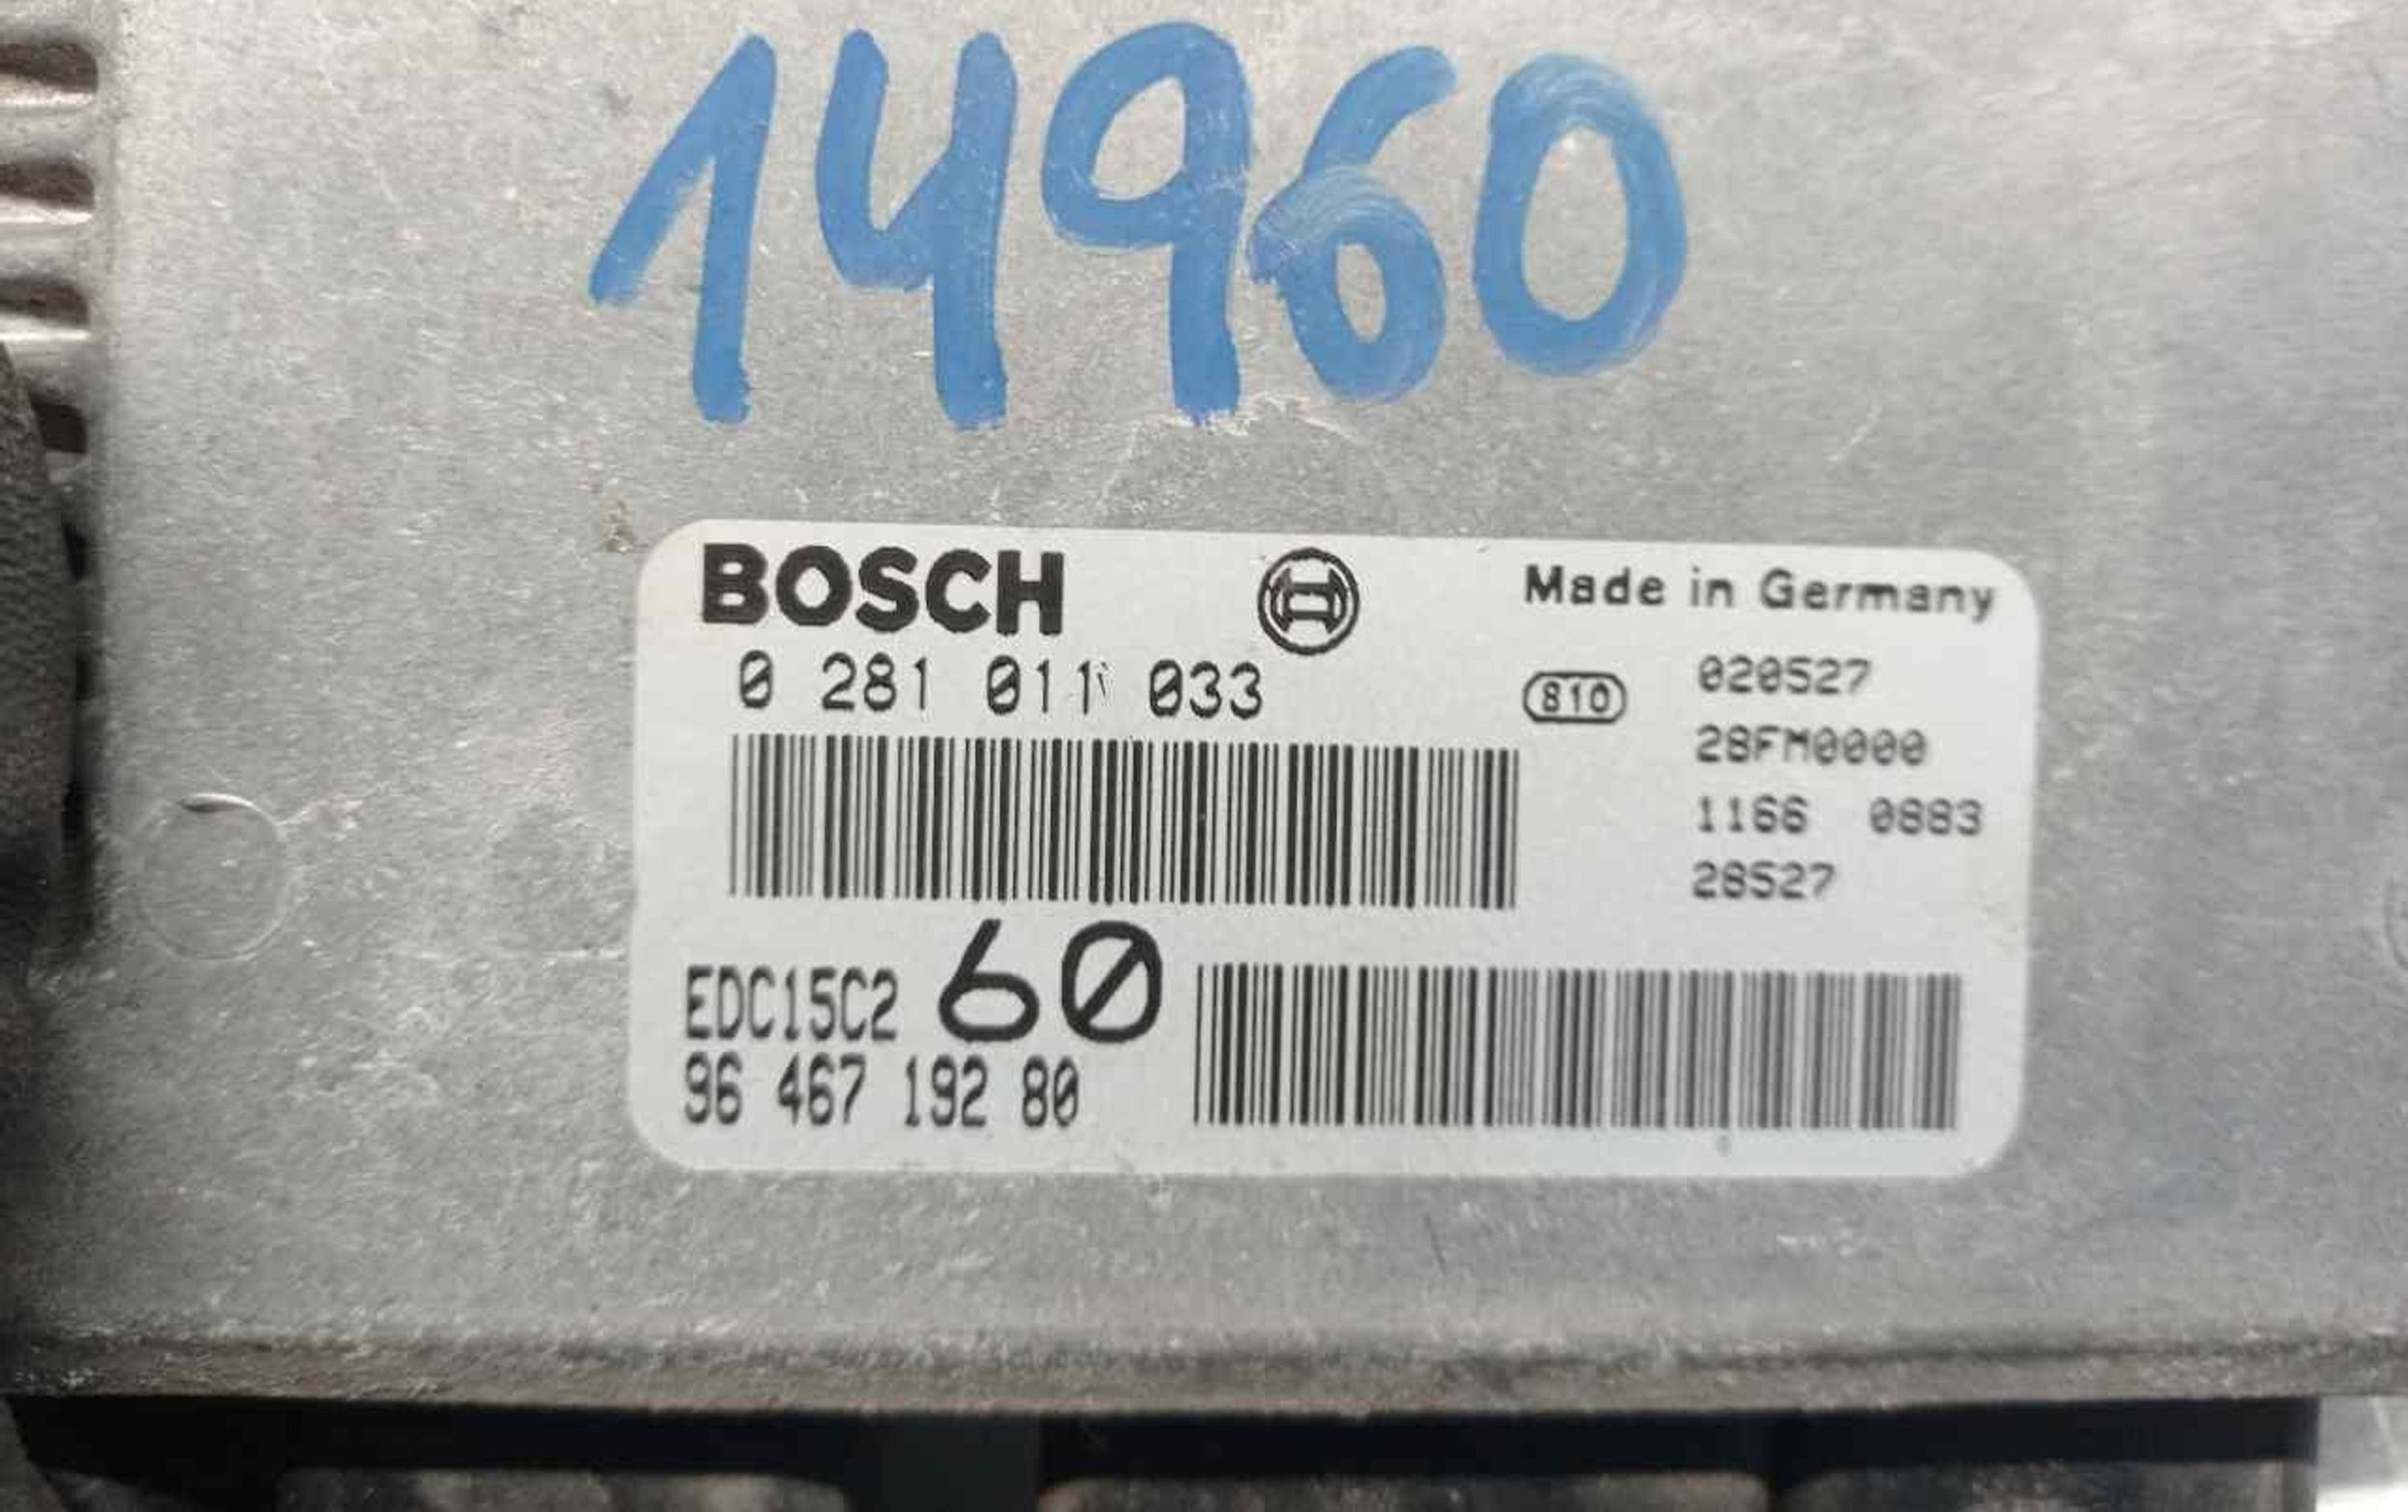 14960
BOSCH
Made in Germany
0 281 011 033
810
020527
28FM0000
1166 0883
28527
EDC15C2 60
96 467 192 80